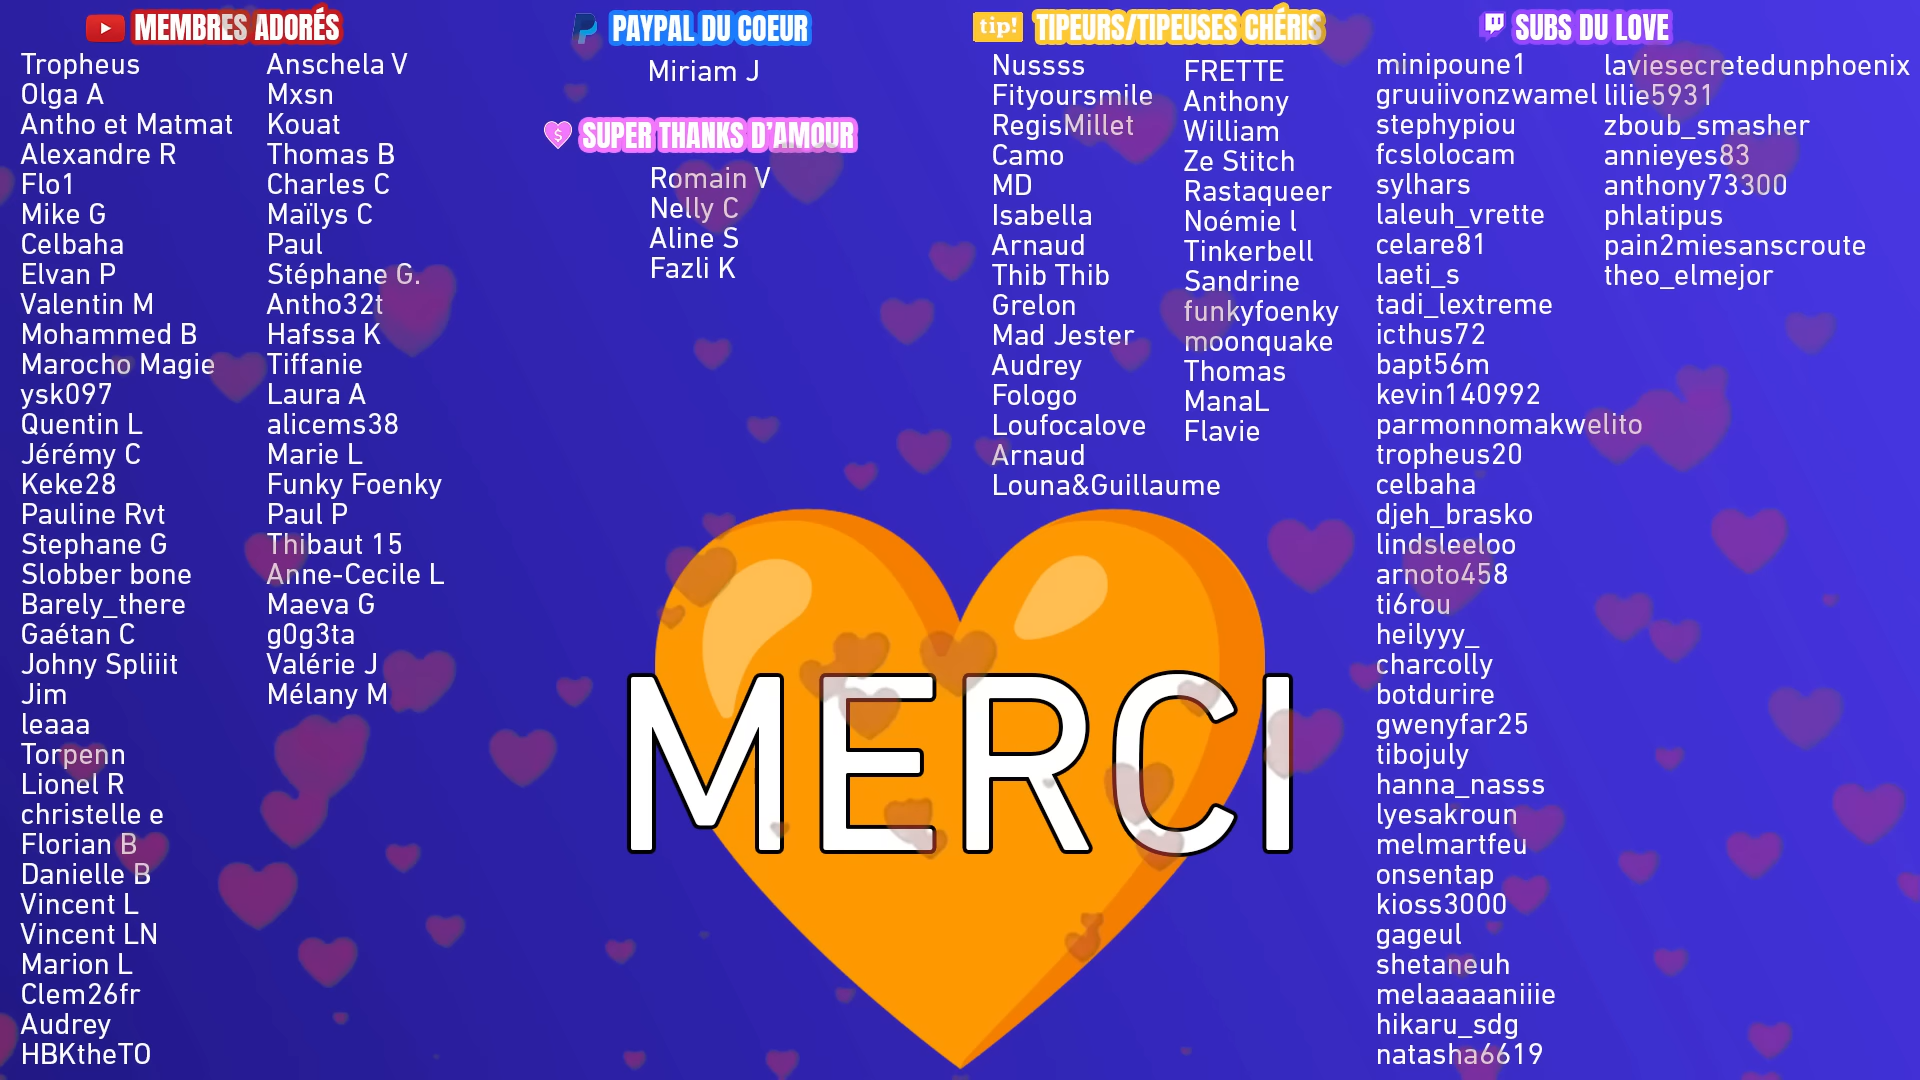 MEMBRES ADORÉS
Tropheus
Olga A
Antho et Matmat
Alexandre R
Flo1
Mike G
Celbaha
Elvan P
Valentin M
Mohammed B
Marocho Magie
ysk097
Quentin L
Jérémy C
Keke28
Pauline Rvt
Stephane G
Slobber bone
Barely_there
Gaétan C
Johny Spliiit
Jim
leaaa
Torpenn
Lionel R
christelle e
Florian B
Danielle B
Vincent L
Vincent LN
Marion L
Clem26fr
Audrey
HBKtheTO
Anschela V
Mxsn
Kouat
Thomas B
Charles C
Maïlys C
Paul
Stéphane G.
Antho32t
Hafssa K
Tiffanie
Laura A
alicems38
Marie L
Funky Foenky
Paul P
Thibaut 15
Anne-Cecile L
Maeva G
g0g3ta
Valérie J
Mélany M
PAYPAL DU COEUR
Miriam J
SUPER THANKS D'AMOUR
Romain V
Nelly C
Aline S
Fazli K
tip! TIPEURS/TIPEUSES CHÉRIS
Nussss
Fityoursmile
RegisMillet
Camo
MD
Isabella
Arnaud
Thib Thib
Grelon
Mad Jester
Audrey
Fologo
Loufocalove
Arnaud
Louna&Guillaume
FRETTE
Anthony
William
Ze Stitch
Rastaqueer
Noémie l
Tinkerbell
Sandrine
funkyfoenky
moonquake
Thomas
ManaL
Flavie
SUBS DU LOVE
minipoune1
gruuiivonzwamel
stephypiou
fcslolocam
sylhars
laleuh_vrette
celare81
laeti_s
tadi_lextreme
icthus72
bapt56m
kevin140992
parmonnomakwelito
tropheus20
celbaha
djeh_brasko
lindsleeloo
arnoto458
ti6rou
heilyyy_
charcolly
botdurire
gwenyfar25
tibojuly
hanna_nasss
lyesakroun
melmartfeu
onsentap
kioss3000
gageul
shetaneuh
melaaaaaniiie
hikaru_sdg
natasha6619
laviesecretedunphoenix
lilie5931
zboub_smasher
annieyes83
anthony73300
phlatipus
pain2miesanscroute
theo_elmejor
MERCI